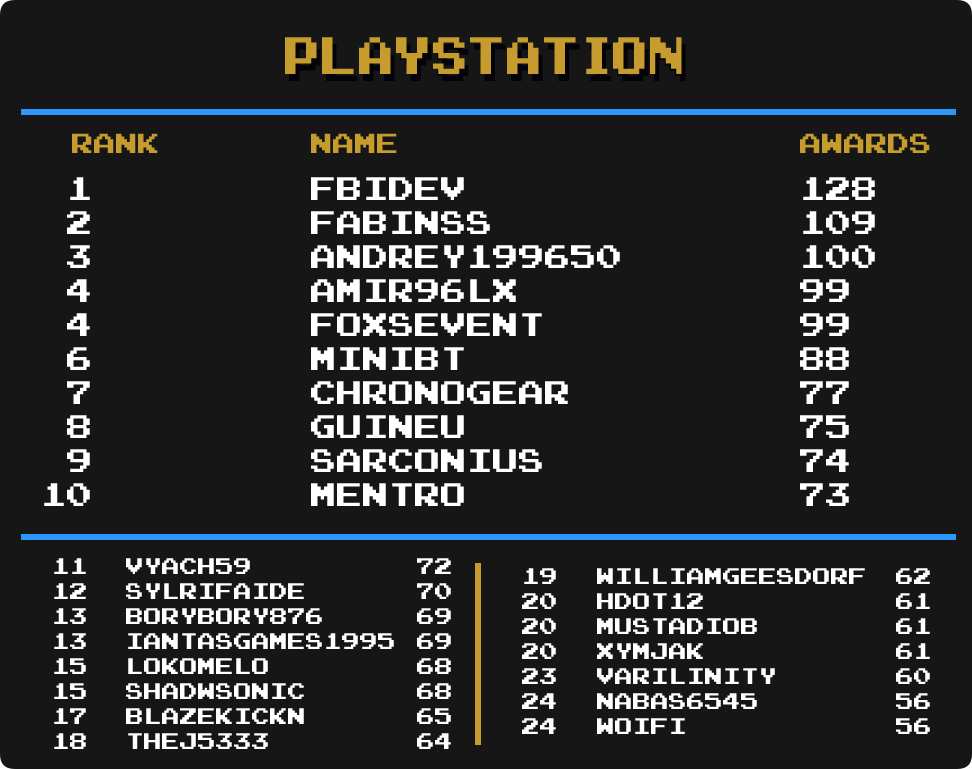 PLAYSTATION
RANK NAME AWARDS
1 FBIDEV 128
2 FABINSS 109
3 ANDREY199650 100
4 AMIR96LX 99
4 FOXSEVENT 99
6 MINIBT 88
7 CHRONOGEAR 77
8 GUINEU 75
9 SARCONIUS 74
10 MENTRO 73
11 VYACH59 72
12 SYLRIFAIDE 70
13 BORYBORY876 69
13 IANTASGAMES1995 69
15 LOKOMELO 68
15 SHADWSONIC 68
17 BLAZEKICKN 65
18 THEJ5333 64
19 WILLIAMGEESDORF 62
20 HDOT12 61
20 MUSTADIOB 61
20 XYMJAK 61
23 VARILINITY 60
24 NABAS6545 56
24 WOIFI 56